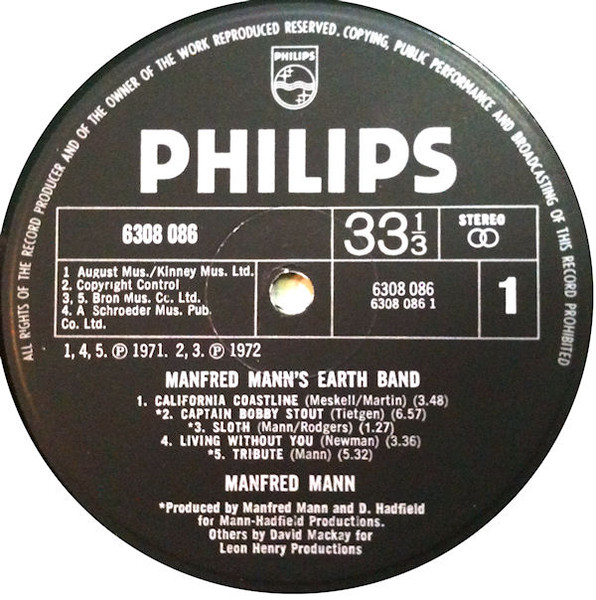 ALL RIGHTS OF THE RECORD PRODUCER AND OF THE OWNER OF THE WORK REPRODUCED RESERVED. COPYING, PUBLIC PERFORMANCE AND BROADCASTING OF THIS RECORD PROHIBITED
PHILIPS
PHILIPS
6308 086
33 1/3
STEREO
1 August Mus./Kinney Mus. Ltd.
2. Copyright Control
3, 5. Bron Mus. Co. Ltd.
4. A Schroeder Mus. Pub.
Co. Ltd.
6308 086
6308 086 1
1
1, 4, 5. ℗ 1971. 2, 3. ℗ 1972
MANFRED MANN'S EARTH BAND
1. CALIFORNIA COASTLINE (Meskell/Martin) (3.48)
*2. CAPTAIN BOBBY STOUT (Tietgen) (6.57)
*3. SLOTH (Mann/Rodgers) (1.27)
4. LIVING WITHOUT YOU (Newman) (3.36)
*5. TRIBUTE (Mann) (5.32)
MANFRED MANN
*Produced by Manfred Mann and D. Hadfield
for Mann-Hadfield Productions.
Others by David Mackay for
Leon Henry Productions